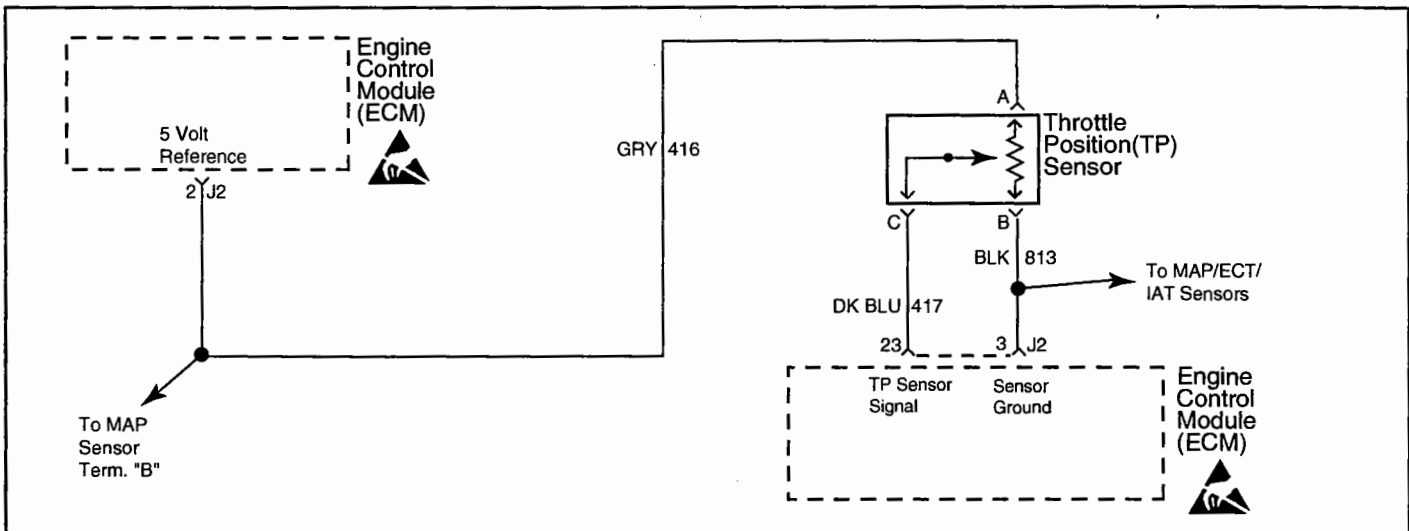 Engine
Control
Module
(ECM)
5 Volt
Reference
2 J2
GRY 416
To MAP
Sensor
Term. "B"
A
Throttle
Position(TP)
Sensor
C B
BLK 813
To MAP/ECT/
IAT Sensors
DK BLU 417
23 3 J2
TP Sensor
Signal
Sensor
Ground
Engine
Control
Module
(ECM)